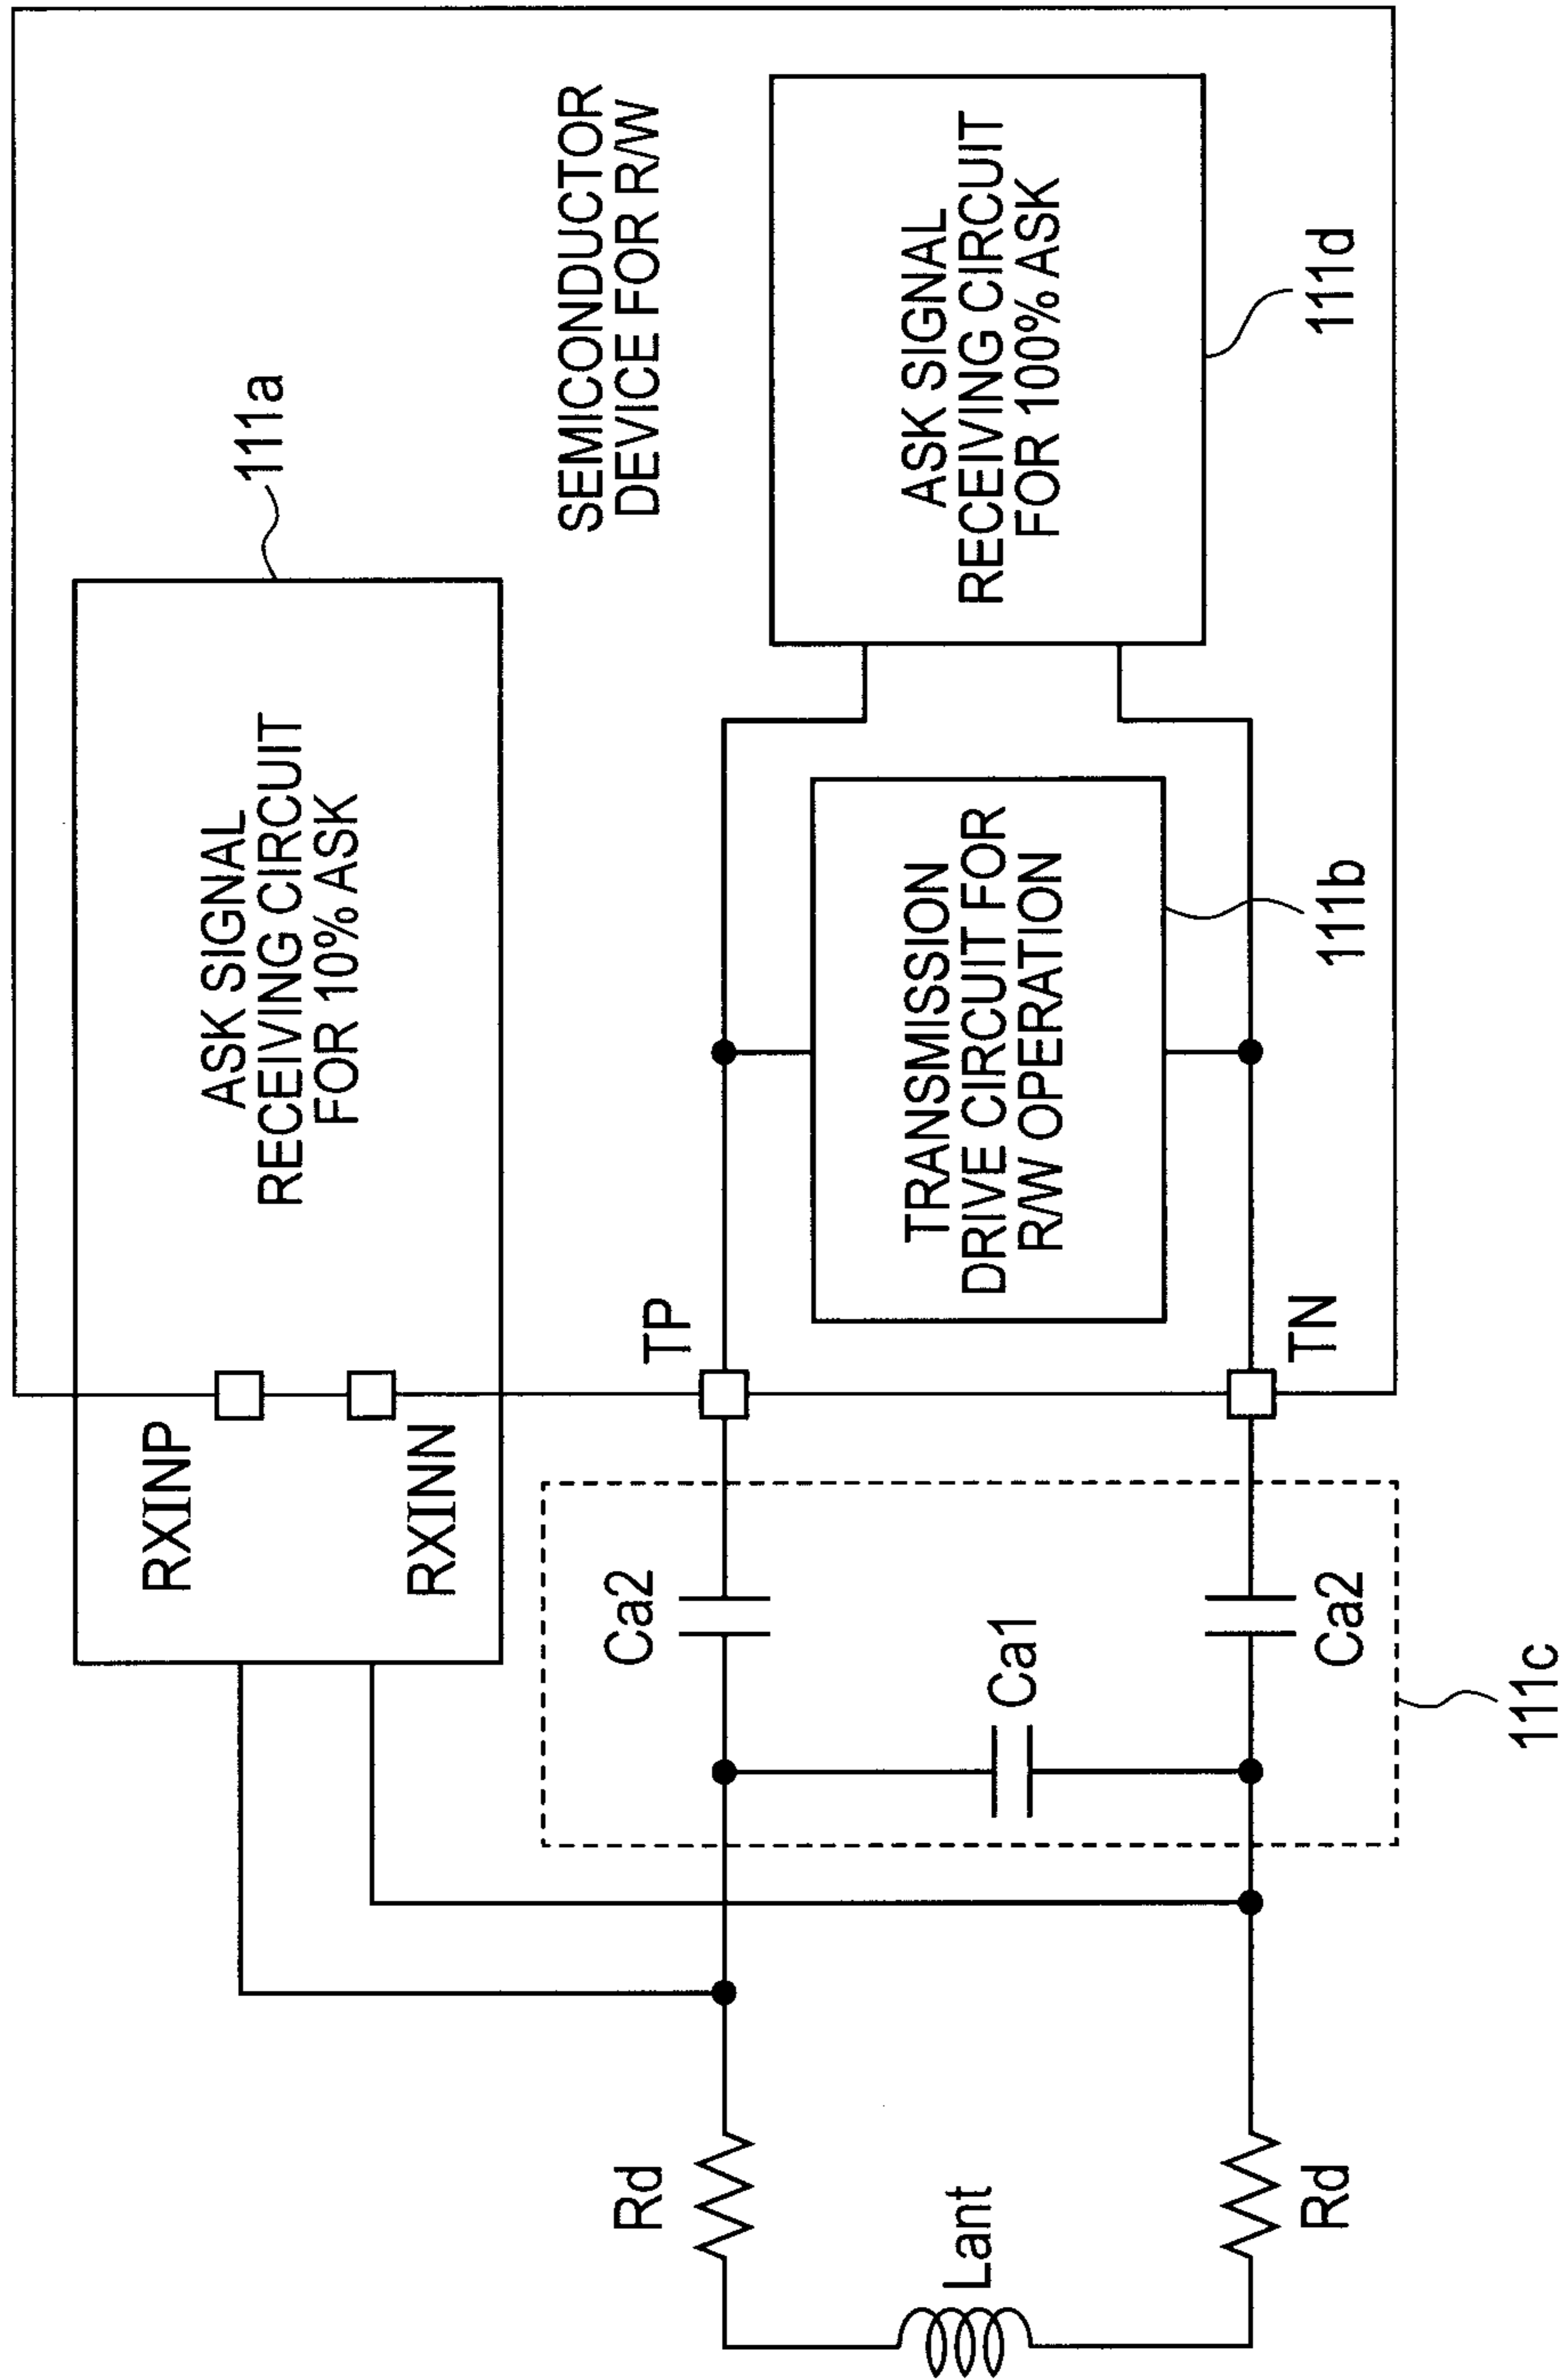 111a
ASK SIGNAL
RECEIVING CIRCUIT
FOR 10% ASK
RXINP
RXINN
SEMICONDUCTOR
DEVICE FOR R/W
TP
Rd
Ca2
Lant
Ca1
TRANSMISSION
DRIVE CIRCUIT FOR
R/W OPERATION
ASK SIGNAL
RECEIVING CIRCUIT
FOR 100% ASK
TN
Rd
Ca2
111b
111d
111c